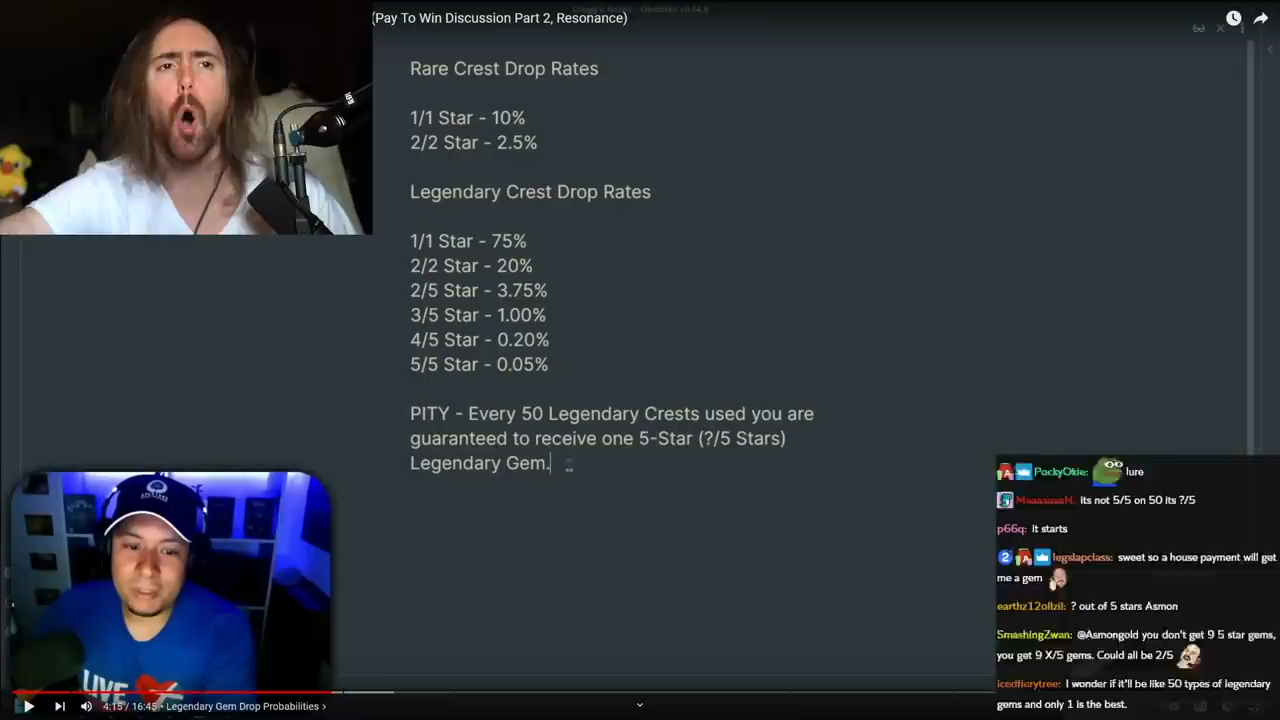 (Pay To Win Discussion Part 2, Resonance)
Rare Crest Drop Rates
1/1 Star - 10%
2/2 Star - 2.5%
Legendary Crest Drop Rates
1/1 Star - 75%
2/2 Star - 20%
2/5 Star - 3.75%
3/5 Star - 1.00%
4/5 Star - 0.20%
5/5 Star - 0.05%
PITY - Every 50 Legendary Crests used you are
guaranteed to receive one 5-Star (?/5 Stars)
Legendary Gem.
PockyOkie: lure
its not 5/5 on 50 its ?/5
p66q: it starts
2 legslapclass: sweet so a house payment will get
me a gem
earthz12ollzil: ? out of 5 stars Asmon
SmashingZwan: @Asmongold you don't get 9 5 star gems,
you get 9 X/5 gems. Could all be 2/5
icedfierytree: I wonder if it'll be like 50 types of legendary
gems and only 1 is the best.
LIVE
4:15 / 16:45 • Legendary Gem Drop Probabilities >